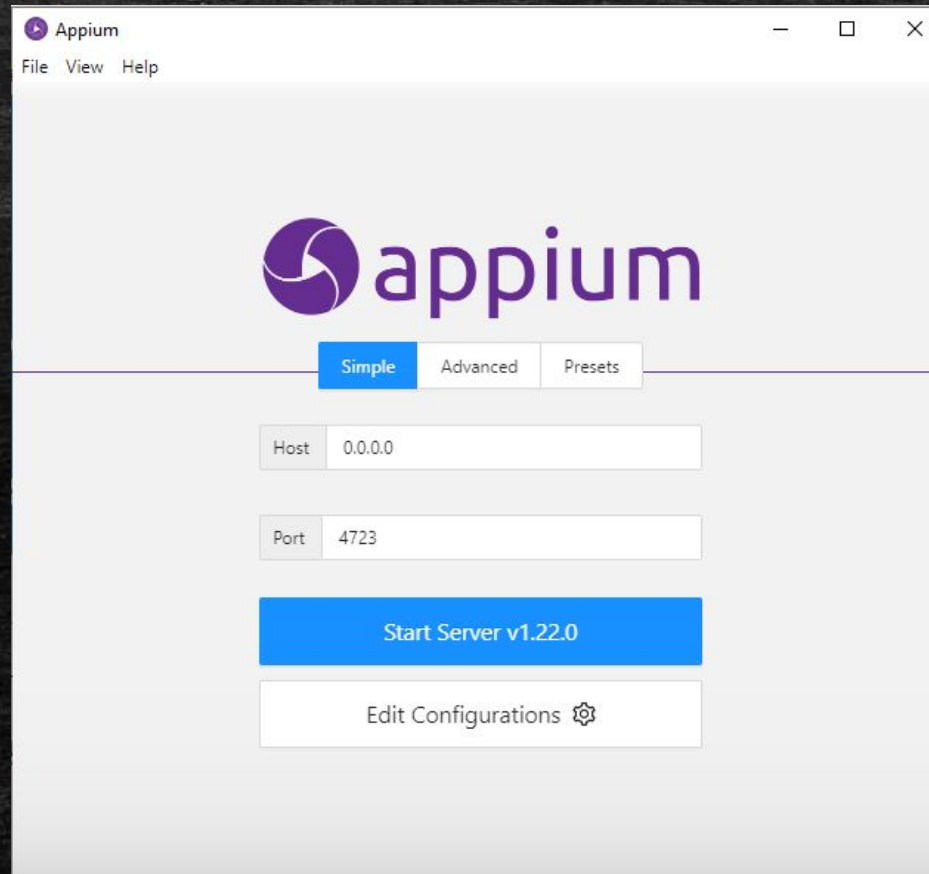 Appium
File View Help
appium
Simple Advanced Presets
Host 0.0.0.0
Port 4723
Start Server v1.22.0
Edit Configurations